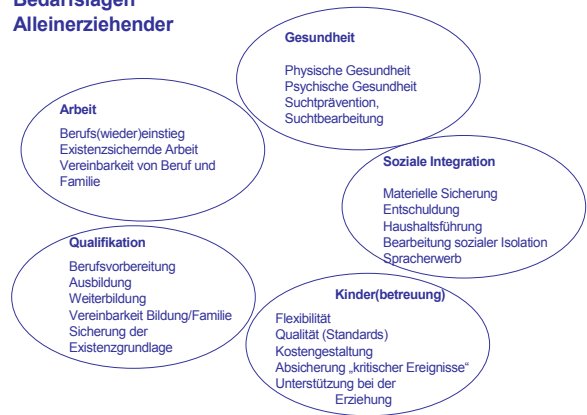 Bedarfslagen
Alleinerziehender
Gesundheit
Physische Gesundheit
Psychische Gesundheit
Suchtprävention,
Suchtbearbeitung
Arbeit
Berufs(wieder)einstieg
Existenzsichernde Arbeit
Vereinbarkeit von Beruf und
Familie
Soziale Integration
Materielle Sicherung
Entschuldung
Haushaltsführung
Bearbeitung sozialer Isolation
Spracherwerb
Qualifikation
Berufsvorbereitung
Ausbildung
Weiterbildung
Vereinbarkeit Bildung/Familie
Sicherung der
Existenzgrundlage
Kinder(betreuung)
Flexibilität
Qualität (Standards)
Kostengestaltung
Absicherung „kritischer Ereignisse“
Unterstützung bei der
Erziehung